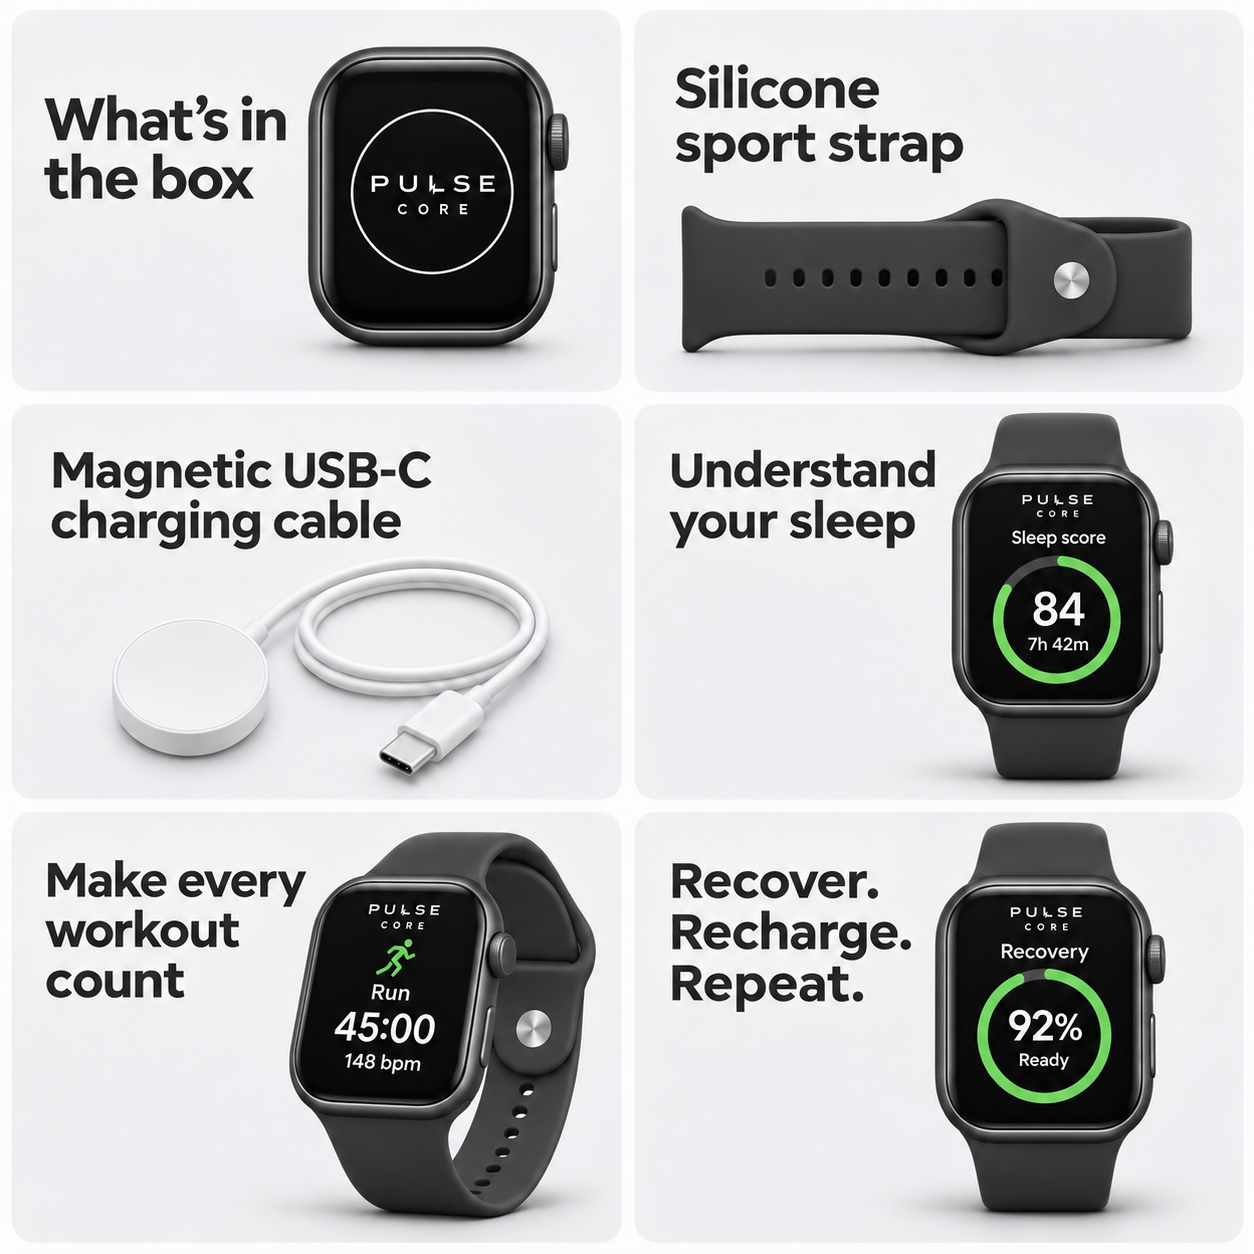 What's in
the box
PULSE
CORE
Silicone
sport strap
Magnetic USB-C
charging cable
Understand
your sleep
PULSE
CORE
Sleep score
84
7h 42m
Make every
workout
count
PULSE
CORE
Run
45:00
148 bpm
Recover.
Recharge.
Repeat.
PULSE
CORE
Recovery
92%
Ready